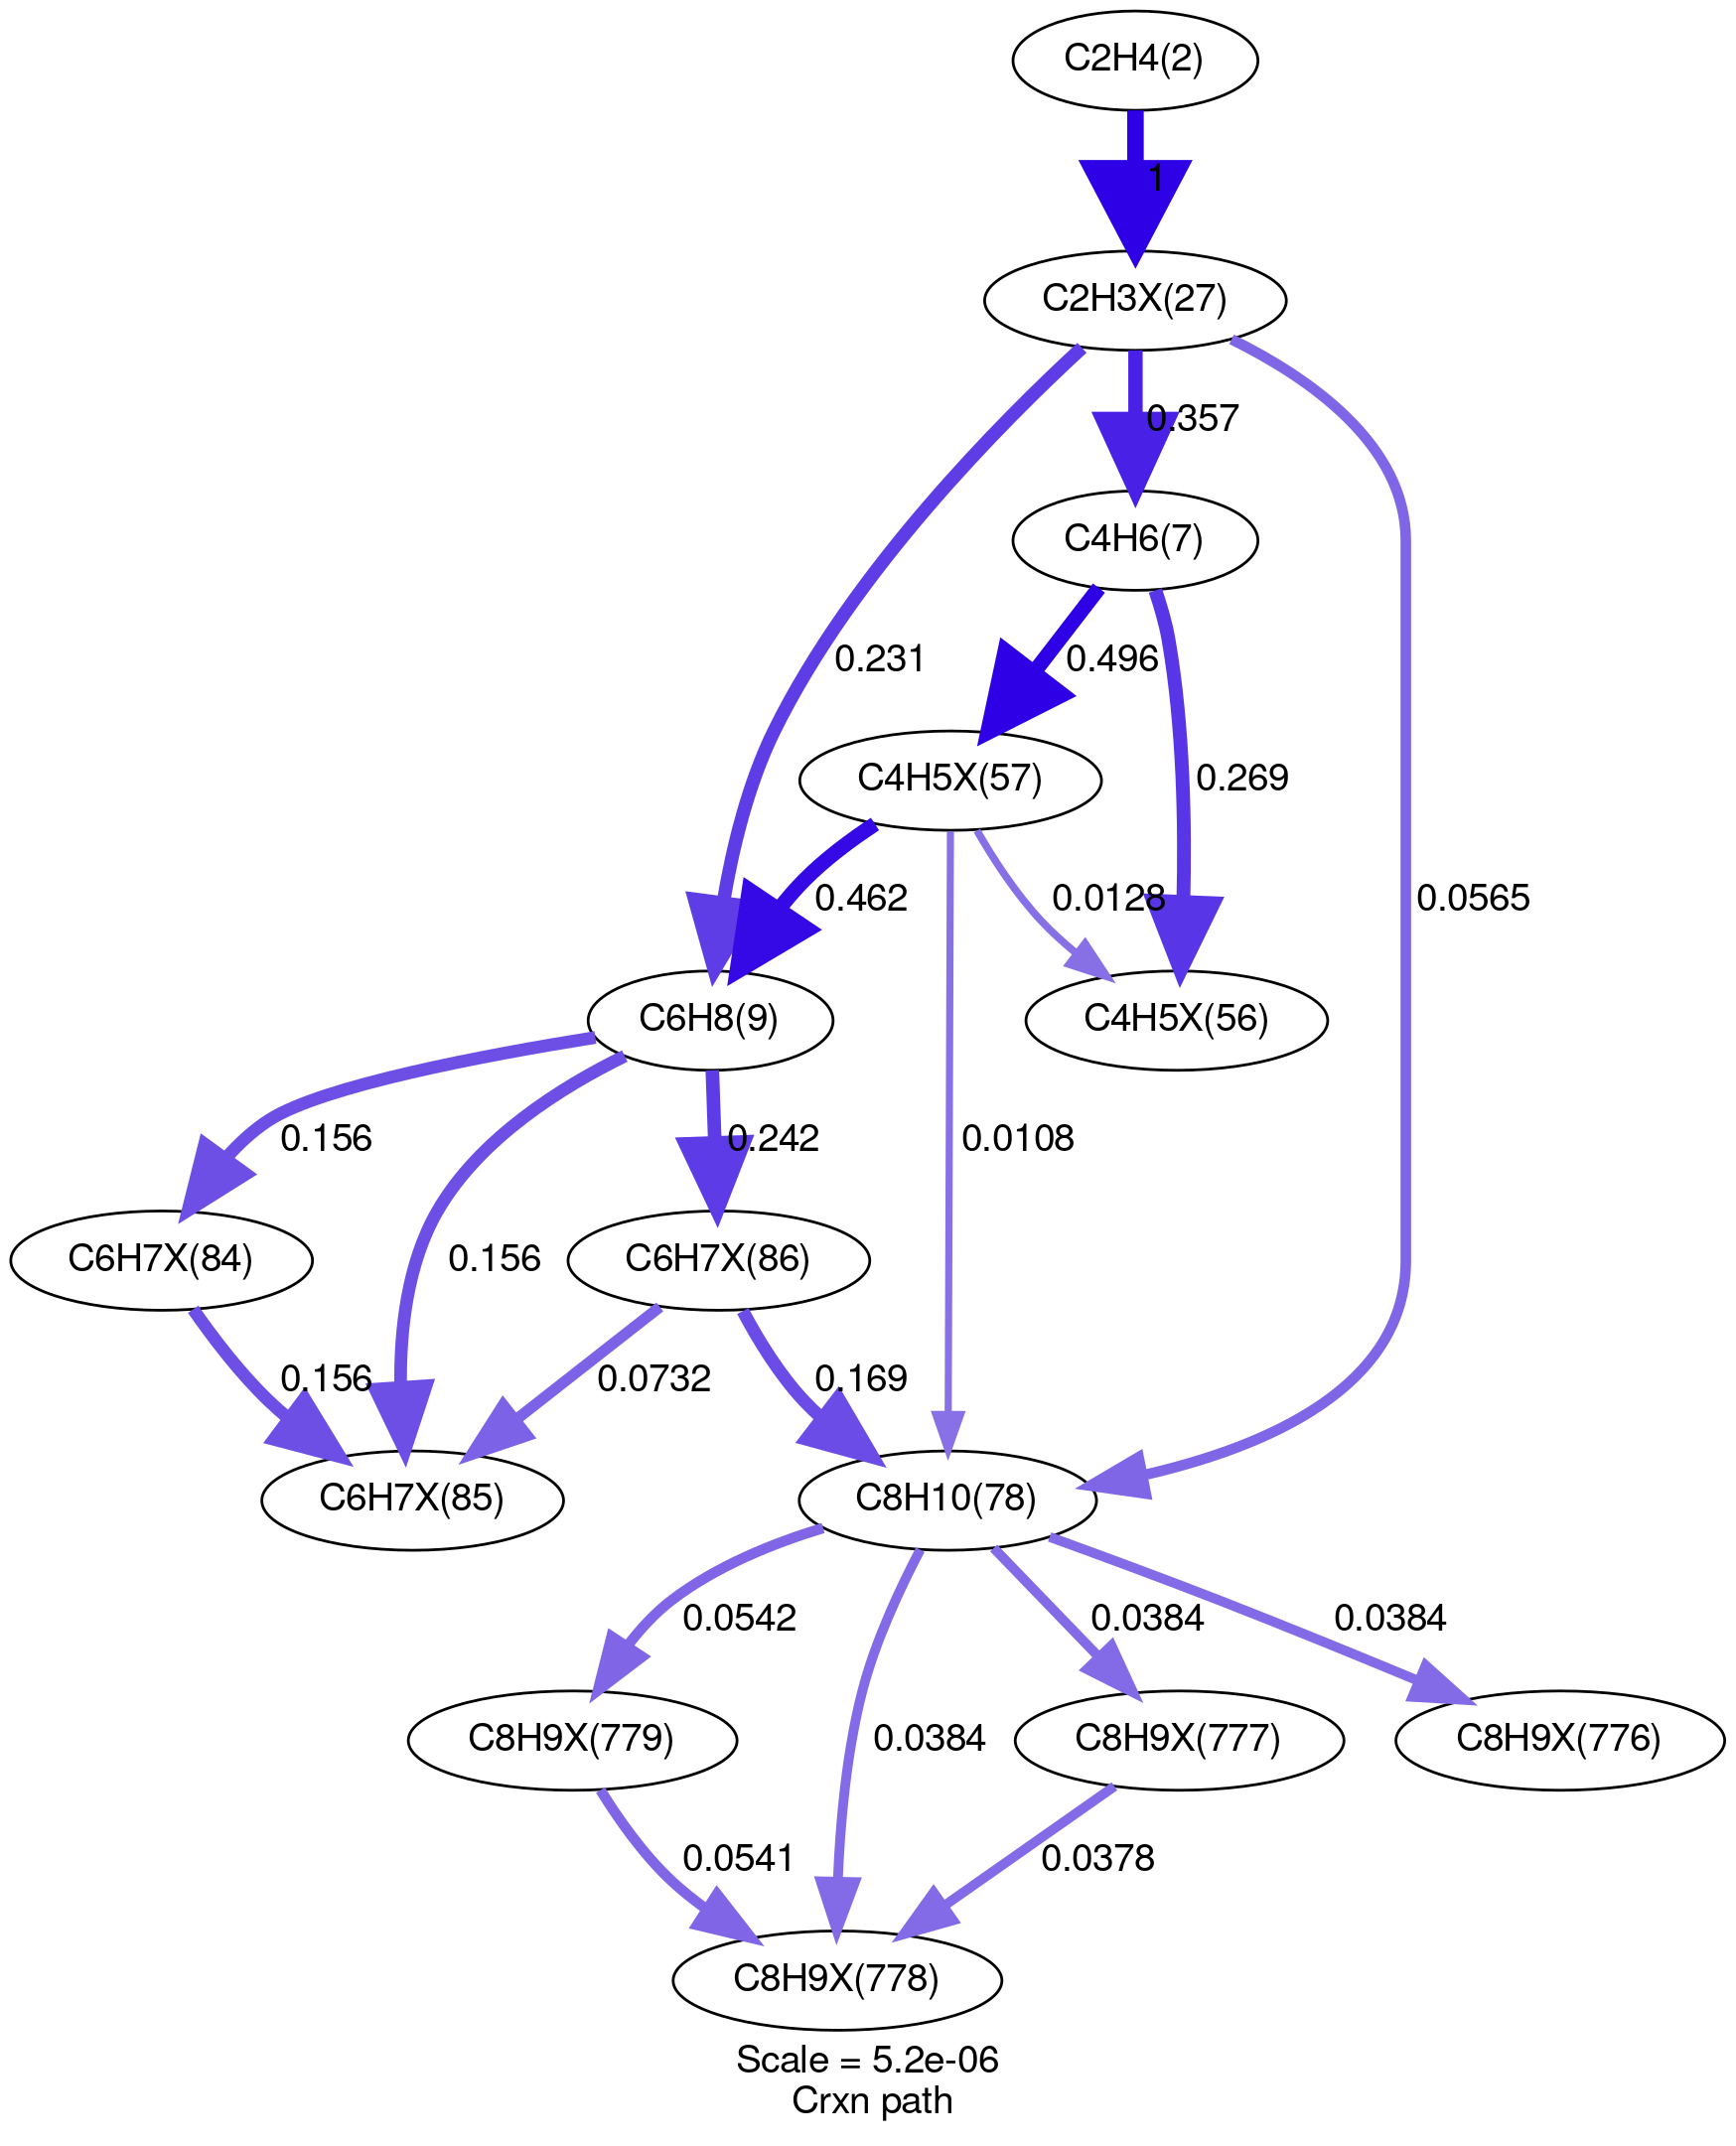 C2H4(2)
1
C2H3X(27)
0.357
C4H6(7)
0.231
0.496
C4H5X(57)
0.269
0.462
0.0128
0.0565
C6H8(9)
C4H5X(56)
0.156
0.242
0.0108
C6H7X(84)
0.156
C6H7X(86)
0.156
0.0732
0.169
C6H7X(85)
C8H10(78)
0.0542
0.0384
0.0384
C8H9X(779)
0.0384
C8H9X(777)
C8H9X(776)
0.0541
0.0378
C8H9X(778)
Scale = 5.2e-06
Crxn path